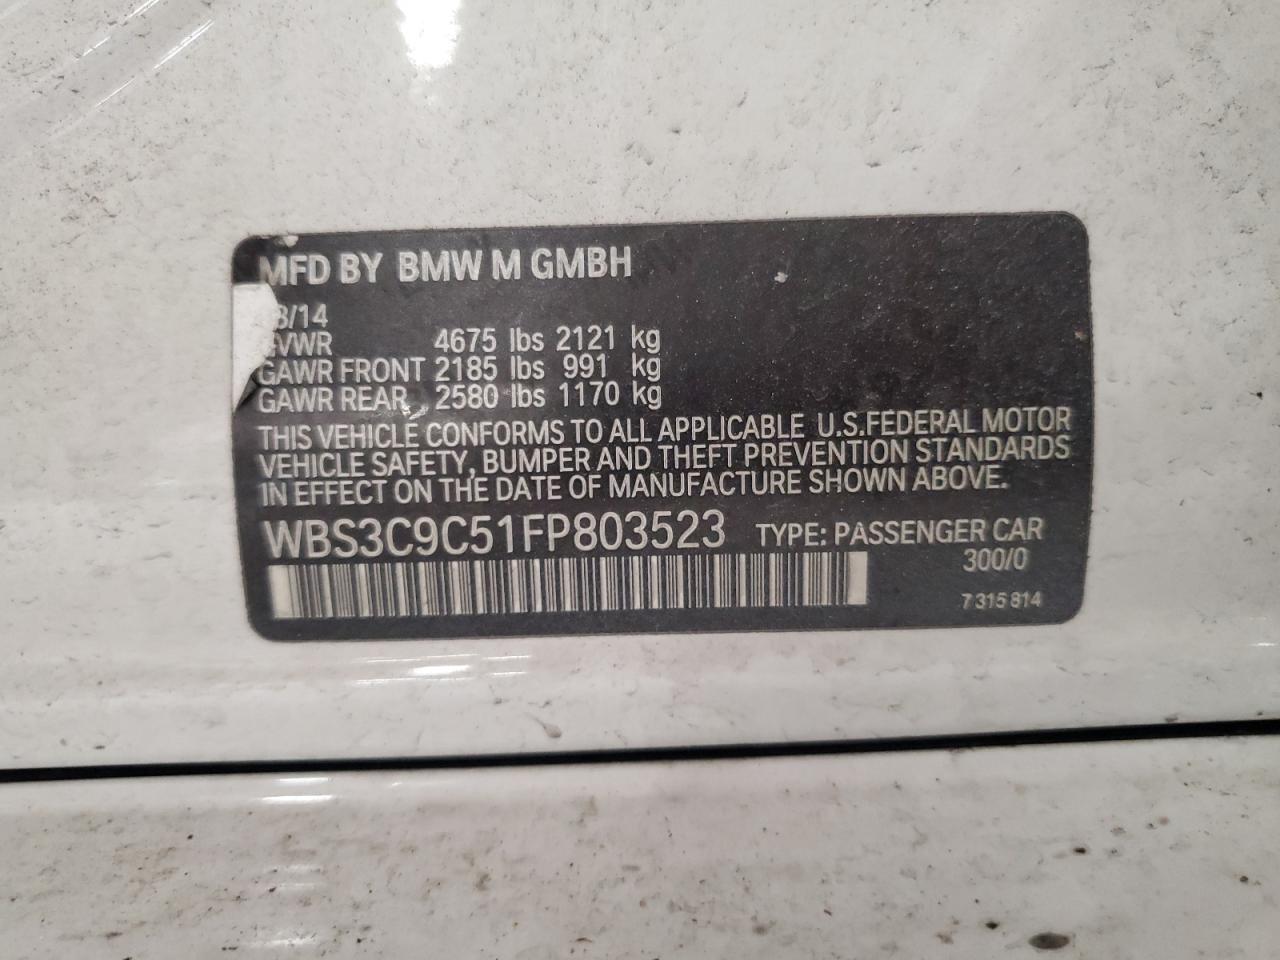 MFD BY BMW M GMBH
8/14
GVWR 4675 lbs 2121 kg
GAWR FRONT 2185 lbs 991 kg
GAWR REAR 2580 lbs 1170 kg
THIS VEHICLE CONFORMS TO ALL APPLICABLE U.S.FEDERAL MOTOR
VEHICLE SAFETY, BUMPER AND THEFT PREVENTION STANDARDS
IN EFFECT ON THE DATE OF MANUFACTURE SHOWN ABOVE.
WBS3C9C51FP803523 TYPE: PASSENGER CAR
300/0
7 315 814